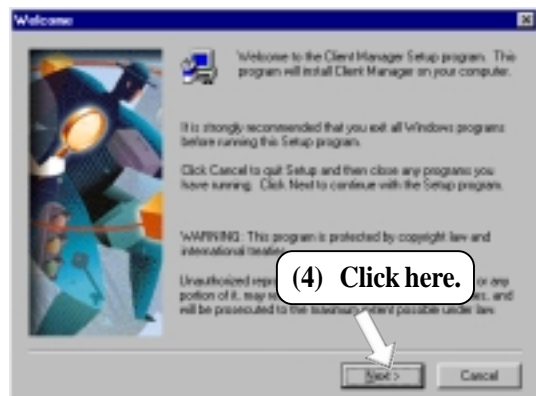 Welcome
Welcome to the Client Manager Setup program. This
program will install Client Manager on your computer.
It is strongly recommended that you exit all Windows programs
before running this Setup program.
Click Cancel to quit Setup and then close any programs you
have running. Click Next to continue with the Setup program.
WARNING: This program is protected by copyright law and
international treaties.
Unauthorized or any
portion of it, may and
will be prosecuted to the maximum extent possible under law.
(4) Click here.
Next >
Cancel